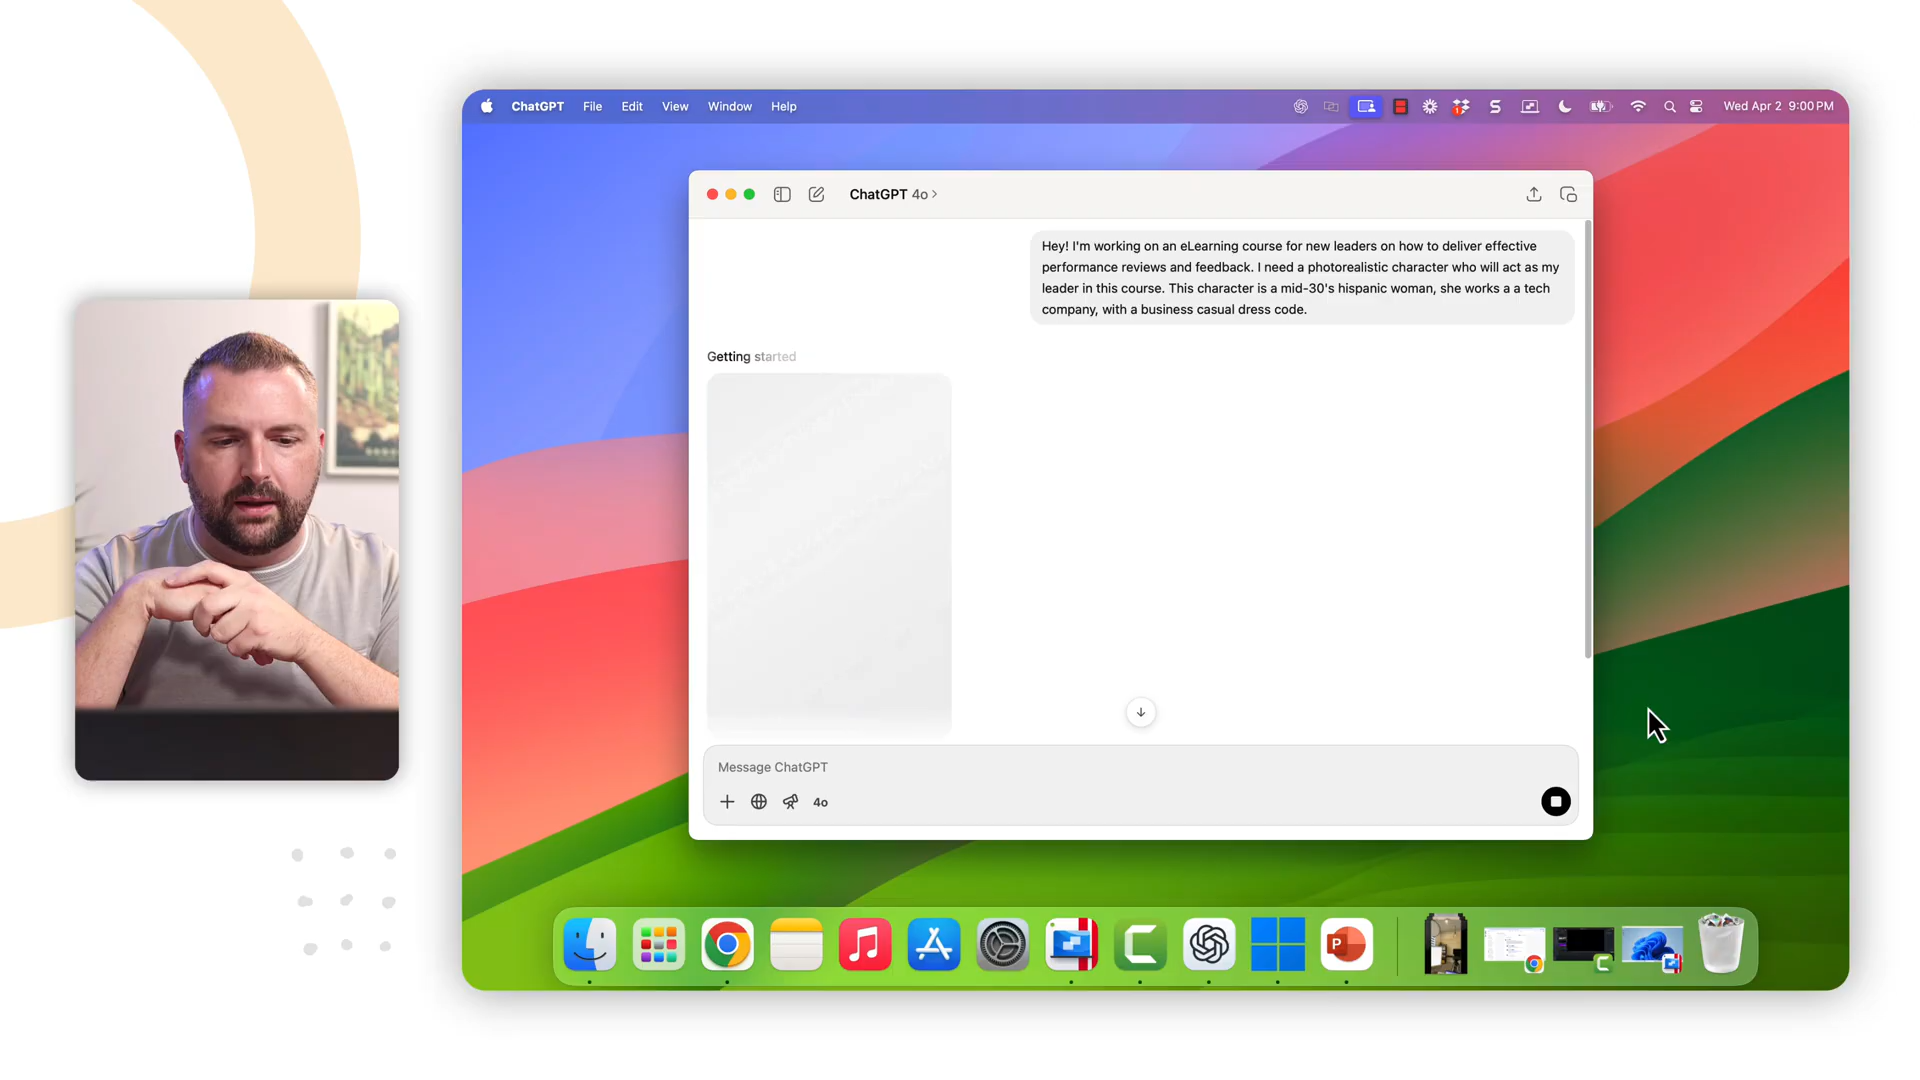 ChatGPT File Edit View Window Help Wed Apr 2 9:00 PM
ChatGPT 4o >
Hey! I'm working on an eLearning course for new leaders on how to deliver effective
performance reviews and feedback. I need a photorealistic character who will act as my
leader in this course. This character is a mid-30's hispanic woman, she works a a tech
company, with a business casual dress code.
Getting started
Message ChatGPT
4o